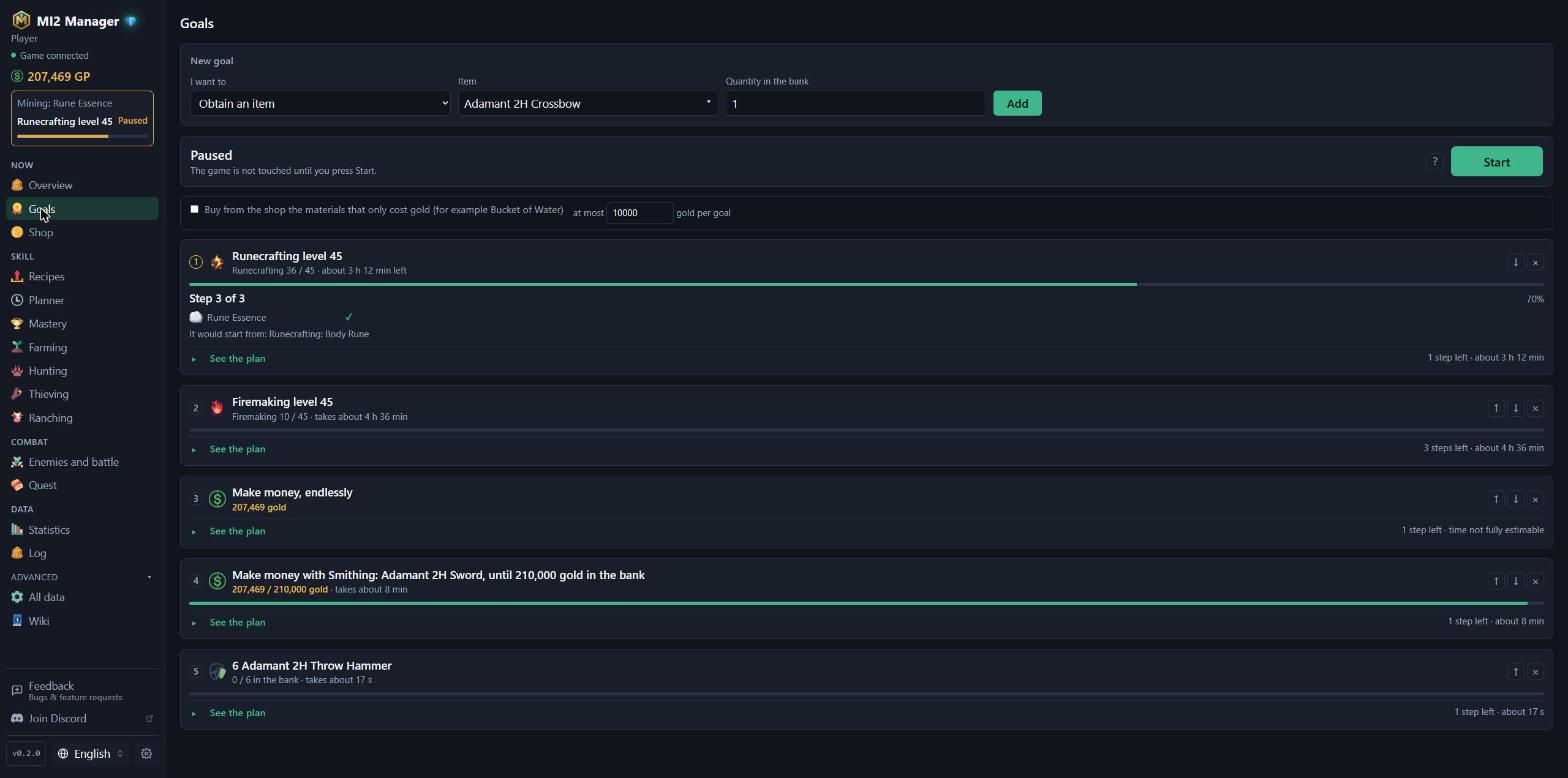 MI2 Manager
Player
Game connected
207,469 GP
Mining: Rune Essence
Runecrafting level 45 Paused
NOW
Overview
Goals
Shop
SKILL
Recipes
Planner
Mastery
Farming
Hunting
Thieving
Ranching
COMBAT
Enemies and battle
Quest
DATA
Statistics
Log
ADVANCED
All data
Wiki
Feedback
Bugs & feature requests
Join Discord
v0.2.0 English
Goals
New goal
I want to Item Quantity in the bank
Obtain an item Adamant 2H Crossbow 1 Add
Paused
The game is not touched until you press Start.
? Start
Buy from the shop the materials that only cost gold (for example Bucket of Water) at most 10000 gold per goal
1 Runecrafting level 45
Runecrafting 36 / 45 · about 3 h 12 min left
Step 3 of 3 70%
Rune Essence ✓
It would start from: Runecrafting: Body Rune
See the plan 1 step left · about 3 h 12 min
2 Firemaking level 45
Firemaking 10 / 45 · takes about 4 h 36 min
See the plan 3 steps left · about 4 h 36 min
3 Make money, endlessly
207,469 gold
See the plan 1 step left · time not fully estimable
4 Make money with Smithing: Adamant 2H Sword, until 210,000 gold in the bank
207,469 / 210,000 gold · takes about 8 min
See the plan 1 step left · about 8 min
5 6 Adamant 2H Throw Hammer
0 / 6 in the bank · takes about 17 s
See the plan 1 step left · about 17 s